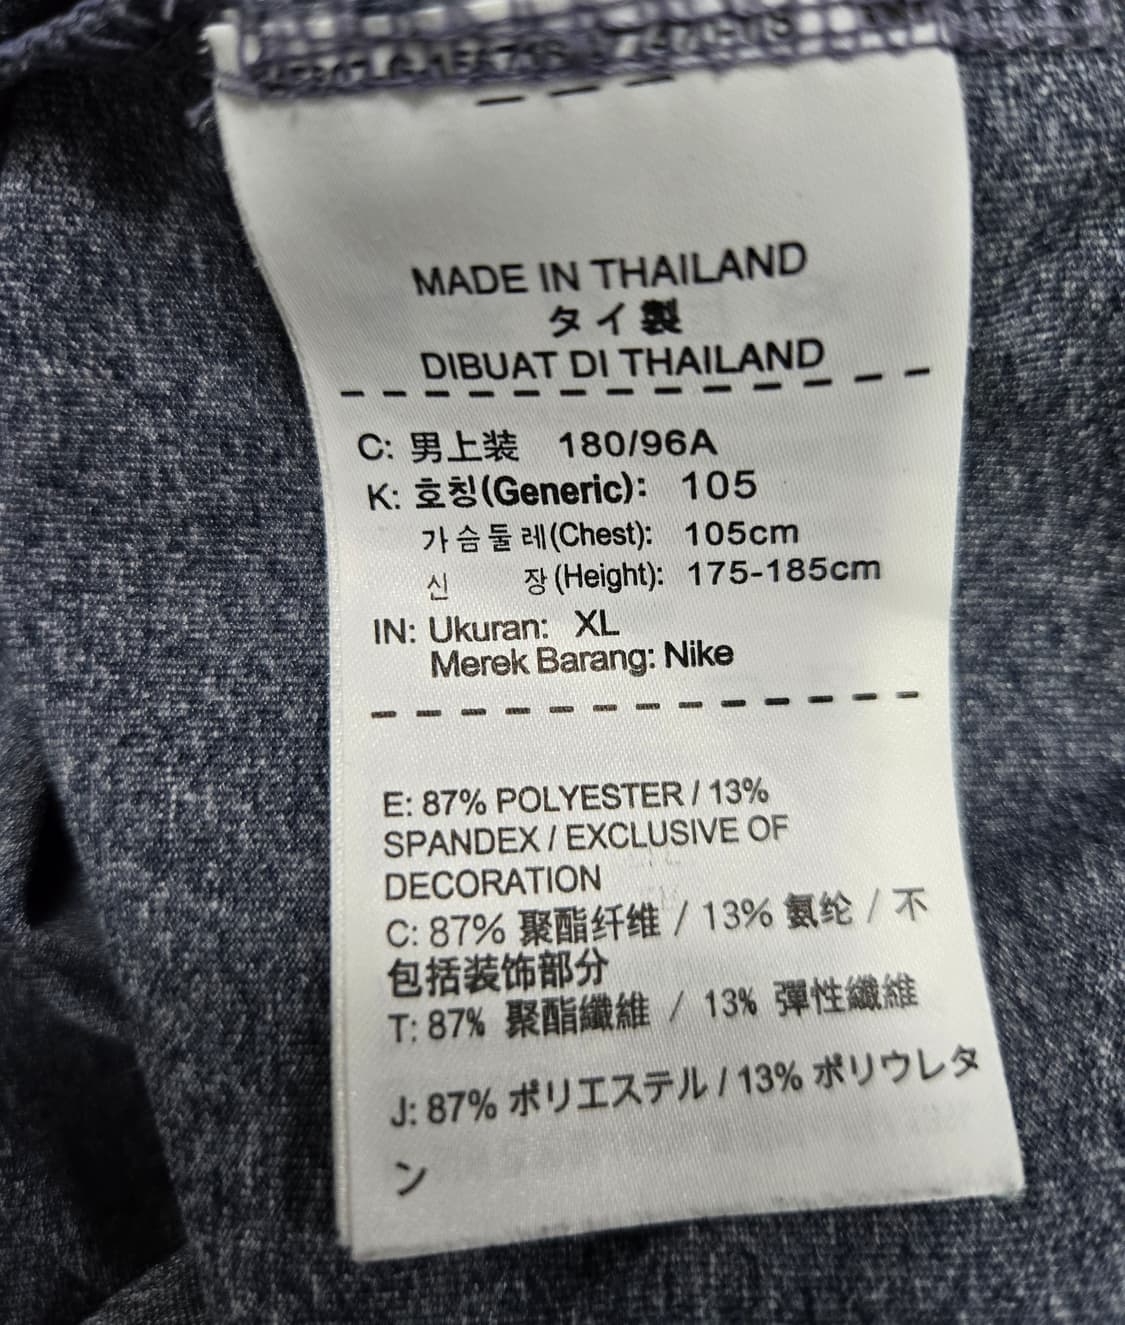 MADE IN THAILAND
タイ製
DIBUAT DI THAILAND
C: 男上装 180/96A
K: 호칭(Generic): 105
가슴둘레(Chest): 105cm
신 장(Height): 175-185cm
IN: Ukuran: XL
Merek Barang: Nike
E: 87% POLYESTER / 13%
SPANDEX / EXCLUSIVE OF
DECORATION
C: 87% 聚酯纤维 / 13% 氨纶 / 不
包括装饰部分
T: 87% 聚酯纖維 / 13% 彈性纖維
J: 87% ポリエステル / 13% ポリウレタ
ン